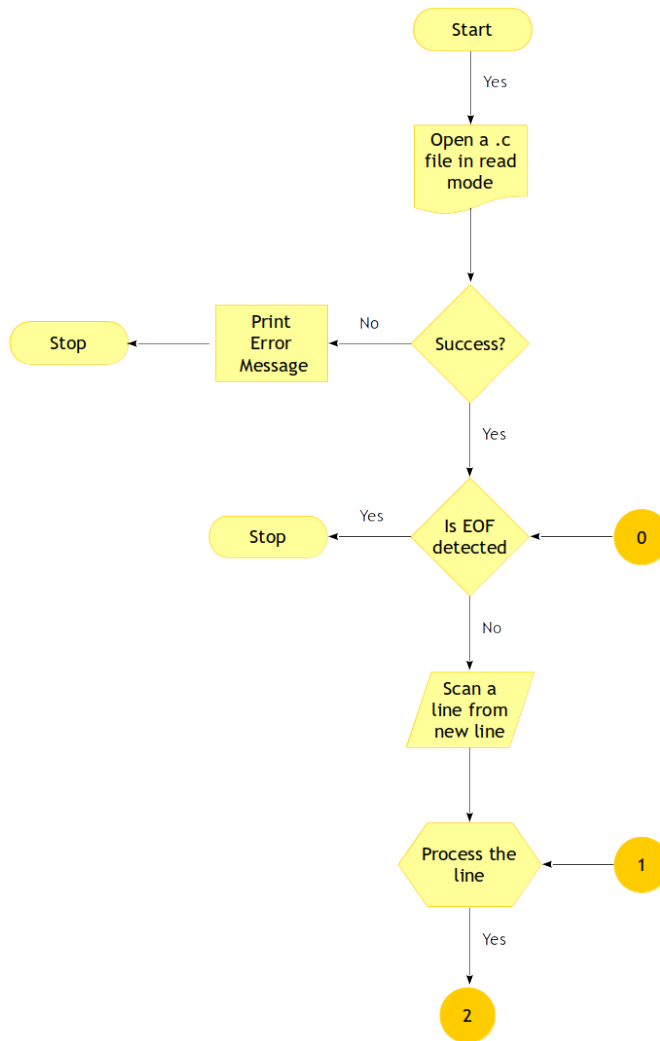 Start
Yes
Open a .c
file in read
mode
Success?
No
Print
Error
Message
Stop
Yes
Is EOF
detected
Yes
Stop
0
No
Scan a
line from
new line
Process the
line
1
Yes
2